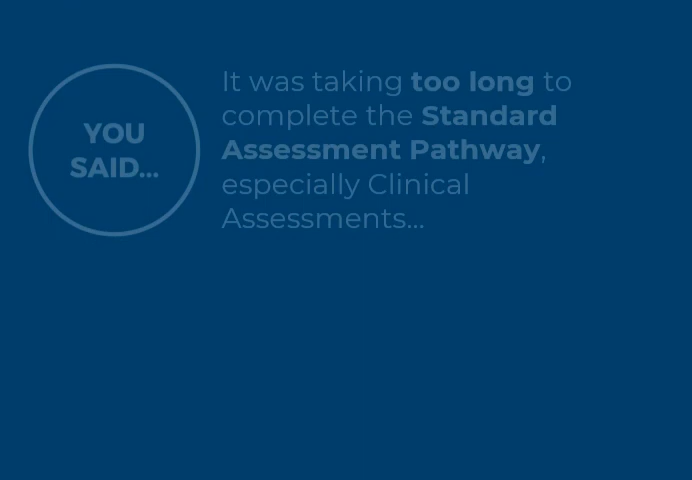 YOU
SAID...
It was taking too long to
complete the Standard
Assessment Pathway,
especially Clinical
Assessments...